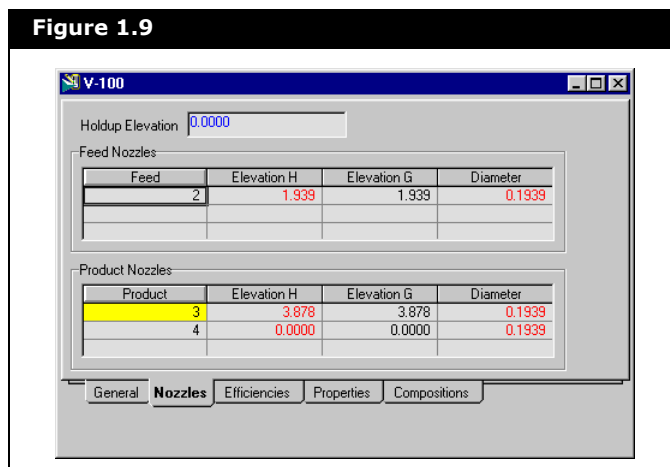 Figure 1.9
V-100
Holdup Elevation 0.0000
Feed Nozzles
Feed Elevation H Elevation G Diameter
2 1.939 1.939 0.1939
Product Nozzles
Product Elevation H Elevation G Diameter
3 3.878 3.878 0.1939
4 0.0000 0.0000 0.1939
General Nozzles Efficiencies Properties Compositions